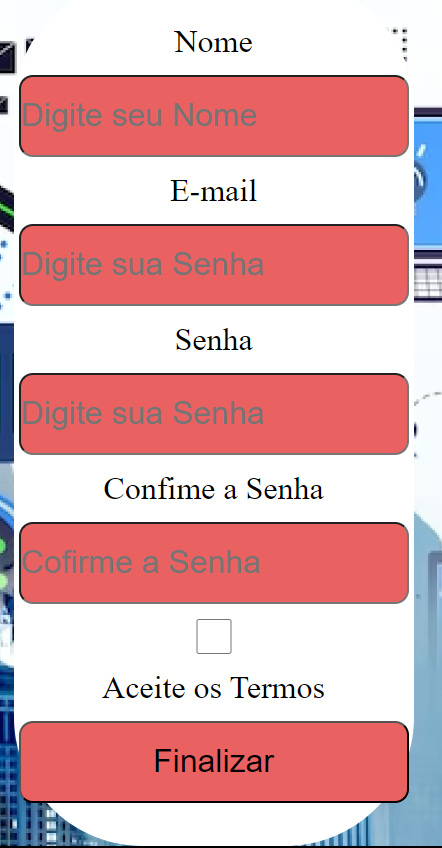 Nome
Digite seu Nome
E-mail
Digite sua Senha
Senha
Digite sua Senha
Confime a Senha
Cofirme a Senha
Aceite os Termos
Finalizar